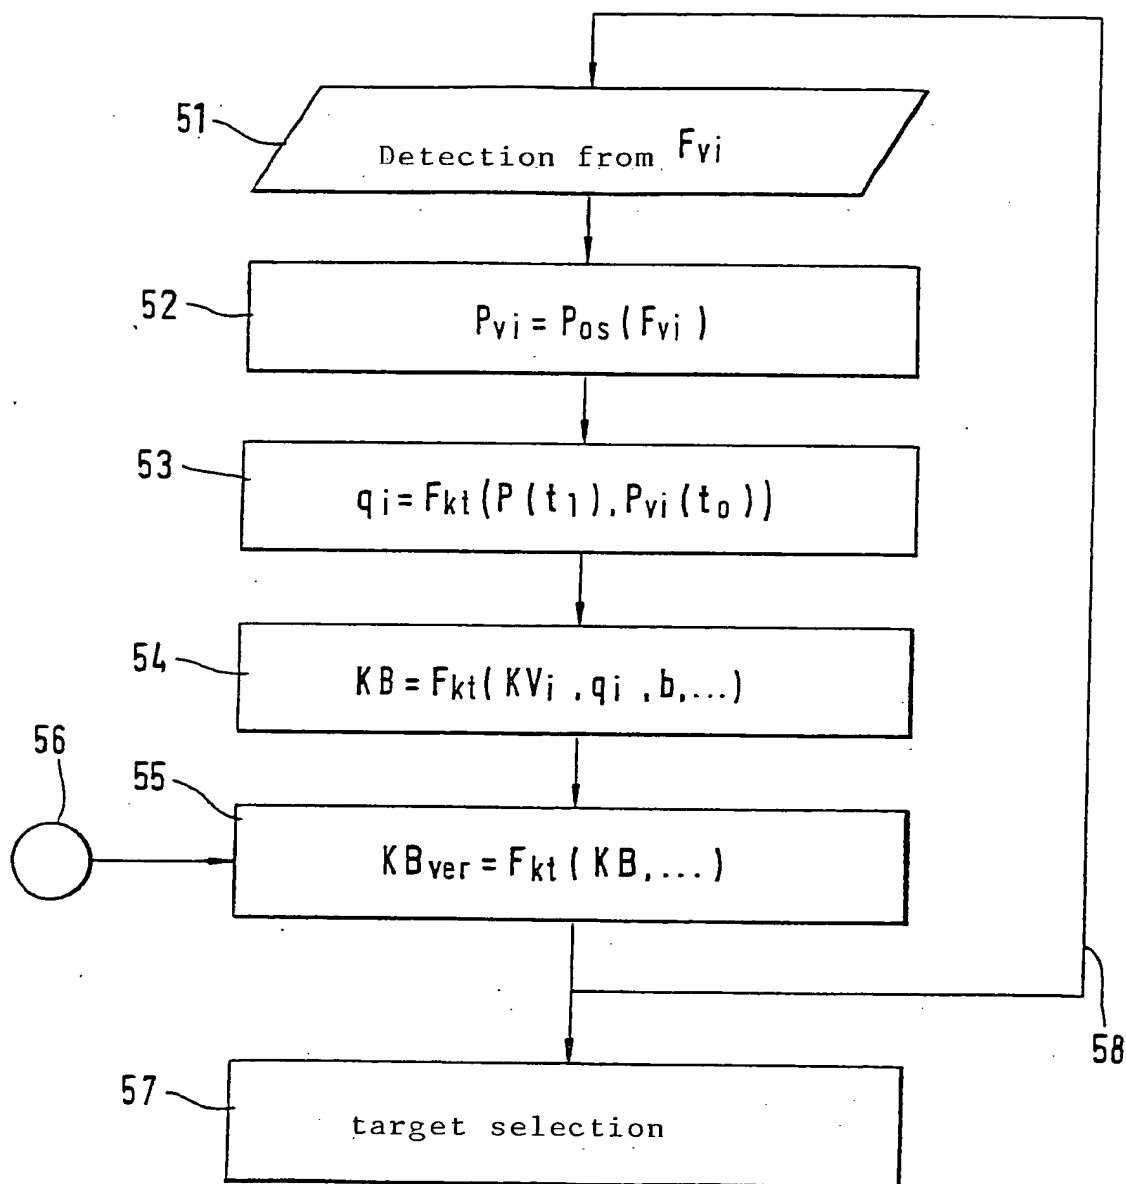 51
Detection from Fvi
52
Pvi = Pos (Fvi)
53
qi = Fkt (P (t1), Pvi (to))
54
KB = Fkt (KVi, qi, b, ...)
56
55
KBver = Fkt (KB, ...)
58
57
target selection